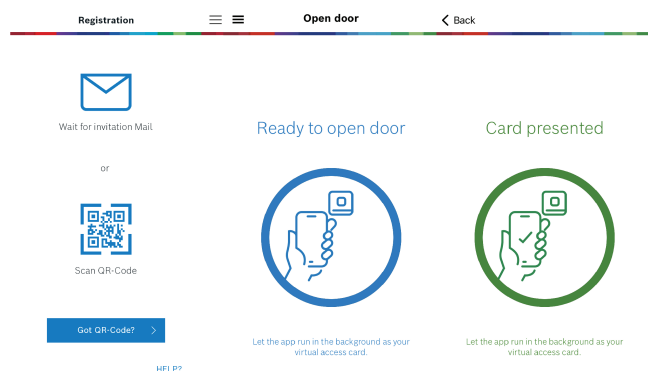 Registration
Wait for invitation Mail
or
Scan QR-Code
Got QR-Code?
HELP?
Open door
Ready to open door
Let the app run in the background as your
virtual access card.
Back
Card presented
Let the app run in the background as your
virtual access card.